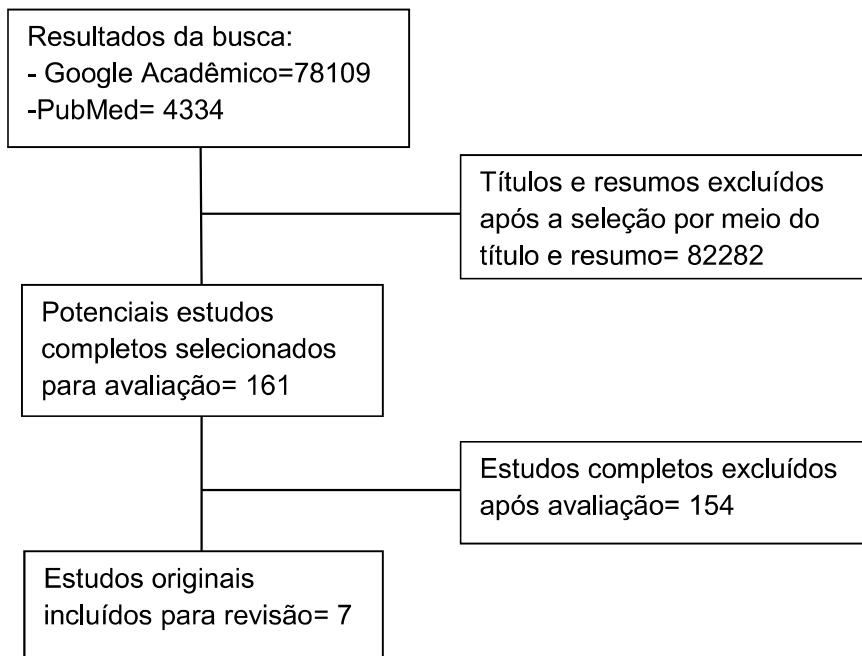 Resultados da busca:
- Google Acadêmico=78109
-PubMed= 4334
Títulos e resumos excluídos
após a seleção por meio do
título e resumo= 82282
Potenciais estudos
completos selecionados
para avaliação= 161
Estudos completos excluídos
após avaliação= 154
Estudos originais
incluídos para revisão= 7